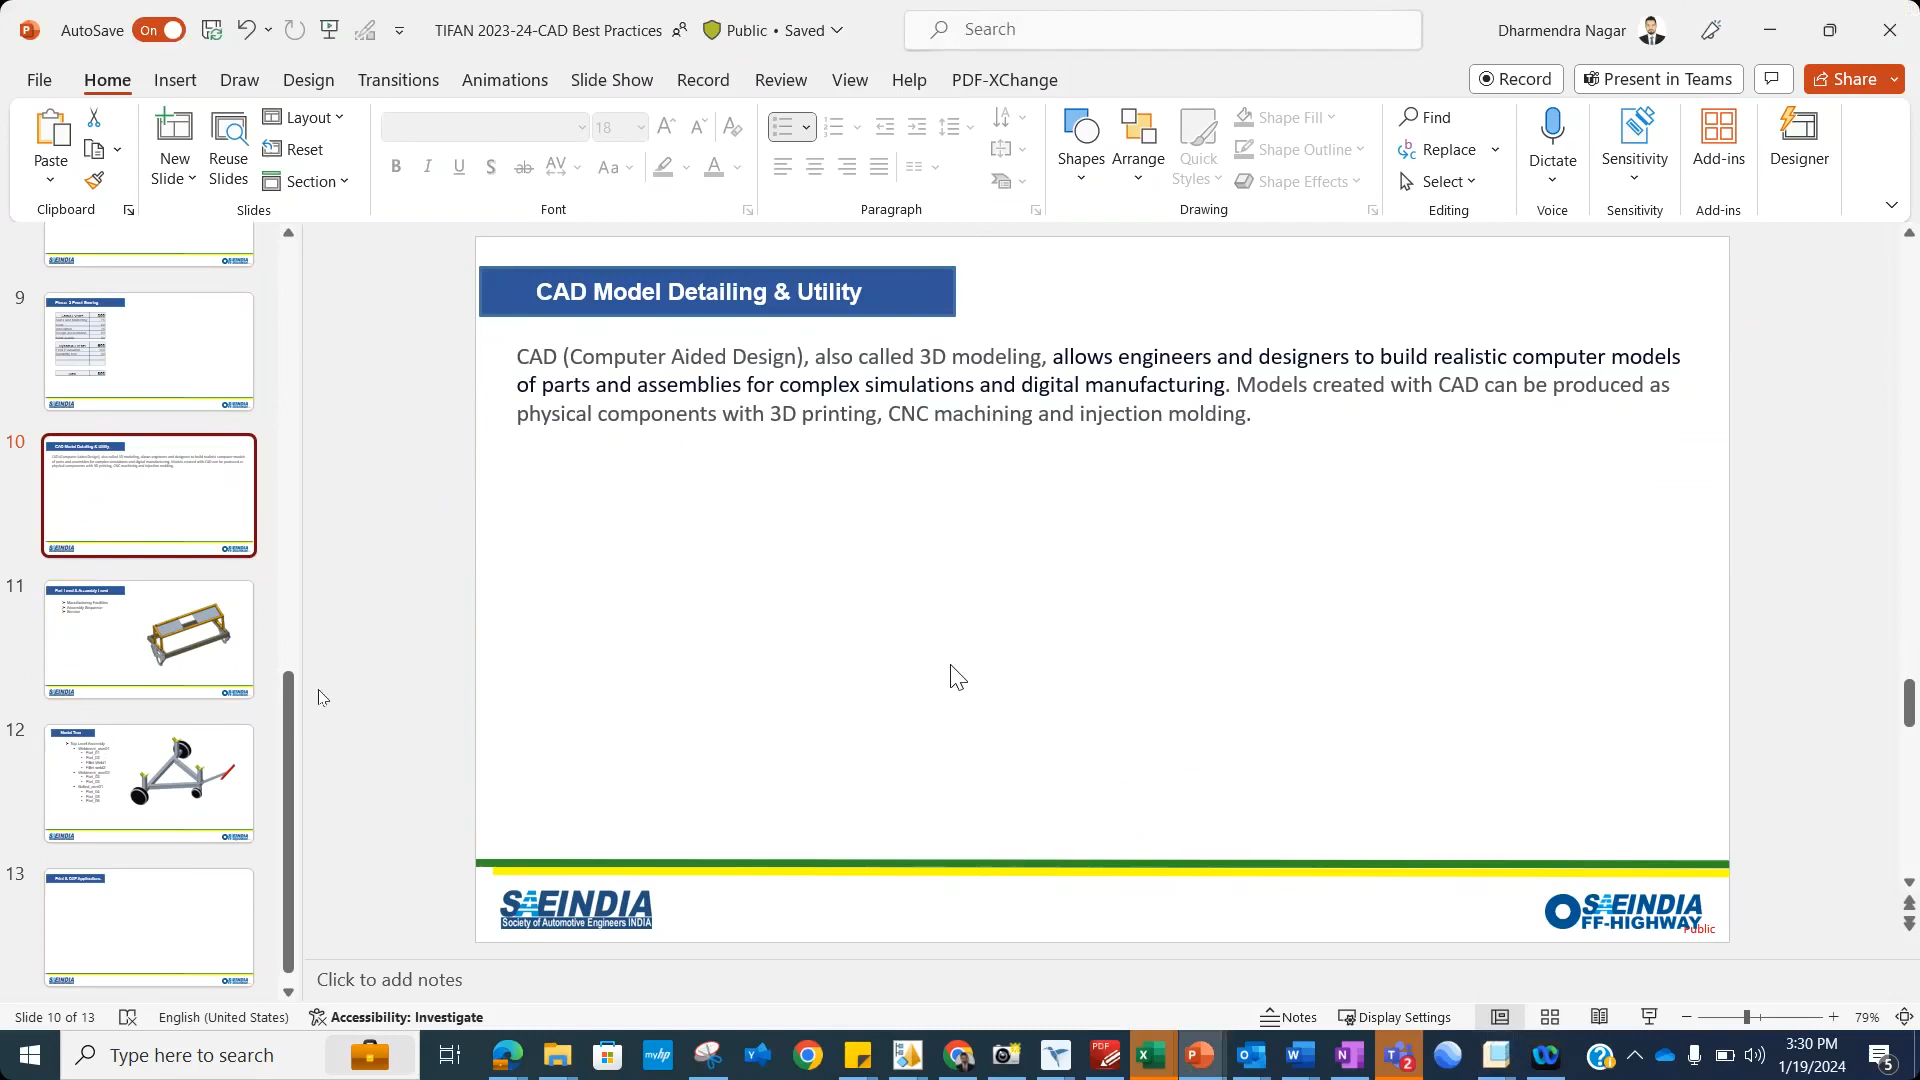 AutoSave On TIFAN 2023-24-CAD Best Practices Public • Saved Search Dharmendra Nagar
File Home Insert Draw Design Transitions Animations Slide Show Record Review View Help PDF-XChange Record Present in Teams Share
Paste New Slide Reuse Slides Layout Reset Section 18 Shapes Arrange Quick Styles Shape Fill Shape Outline Shape Effects Find Replace Select Dictate Sensitivity Add-ins Designer
Clipboard Slides Font Paragraph Drawing Editing Voice Sensitivity Add-ins
9
10
CAD Model Detailing & Utility
11
12
Model Tree
13
CAD Model Detailing & Utility
CAD (Computer Aided Design), also called 3D modeling, allows engineers and designers to build realistic computer models
of parts and assemblies for complex simulations and digital manufacturing. Models created with CAD can be produced as
physical components with 3D printing, CNC machining and injection molding.
SAEINDIA
Society of Automotive Engineers INDIA
SAEINDIA
OFF-HIGHWAY
Public
Click to add notes
Slide 10 of 13 English (United States) Accessibility: Investigate Notes Display Settings 79%
Type here to search
3:30 PM
1/19/2024
5